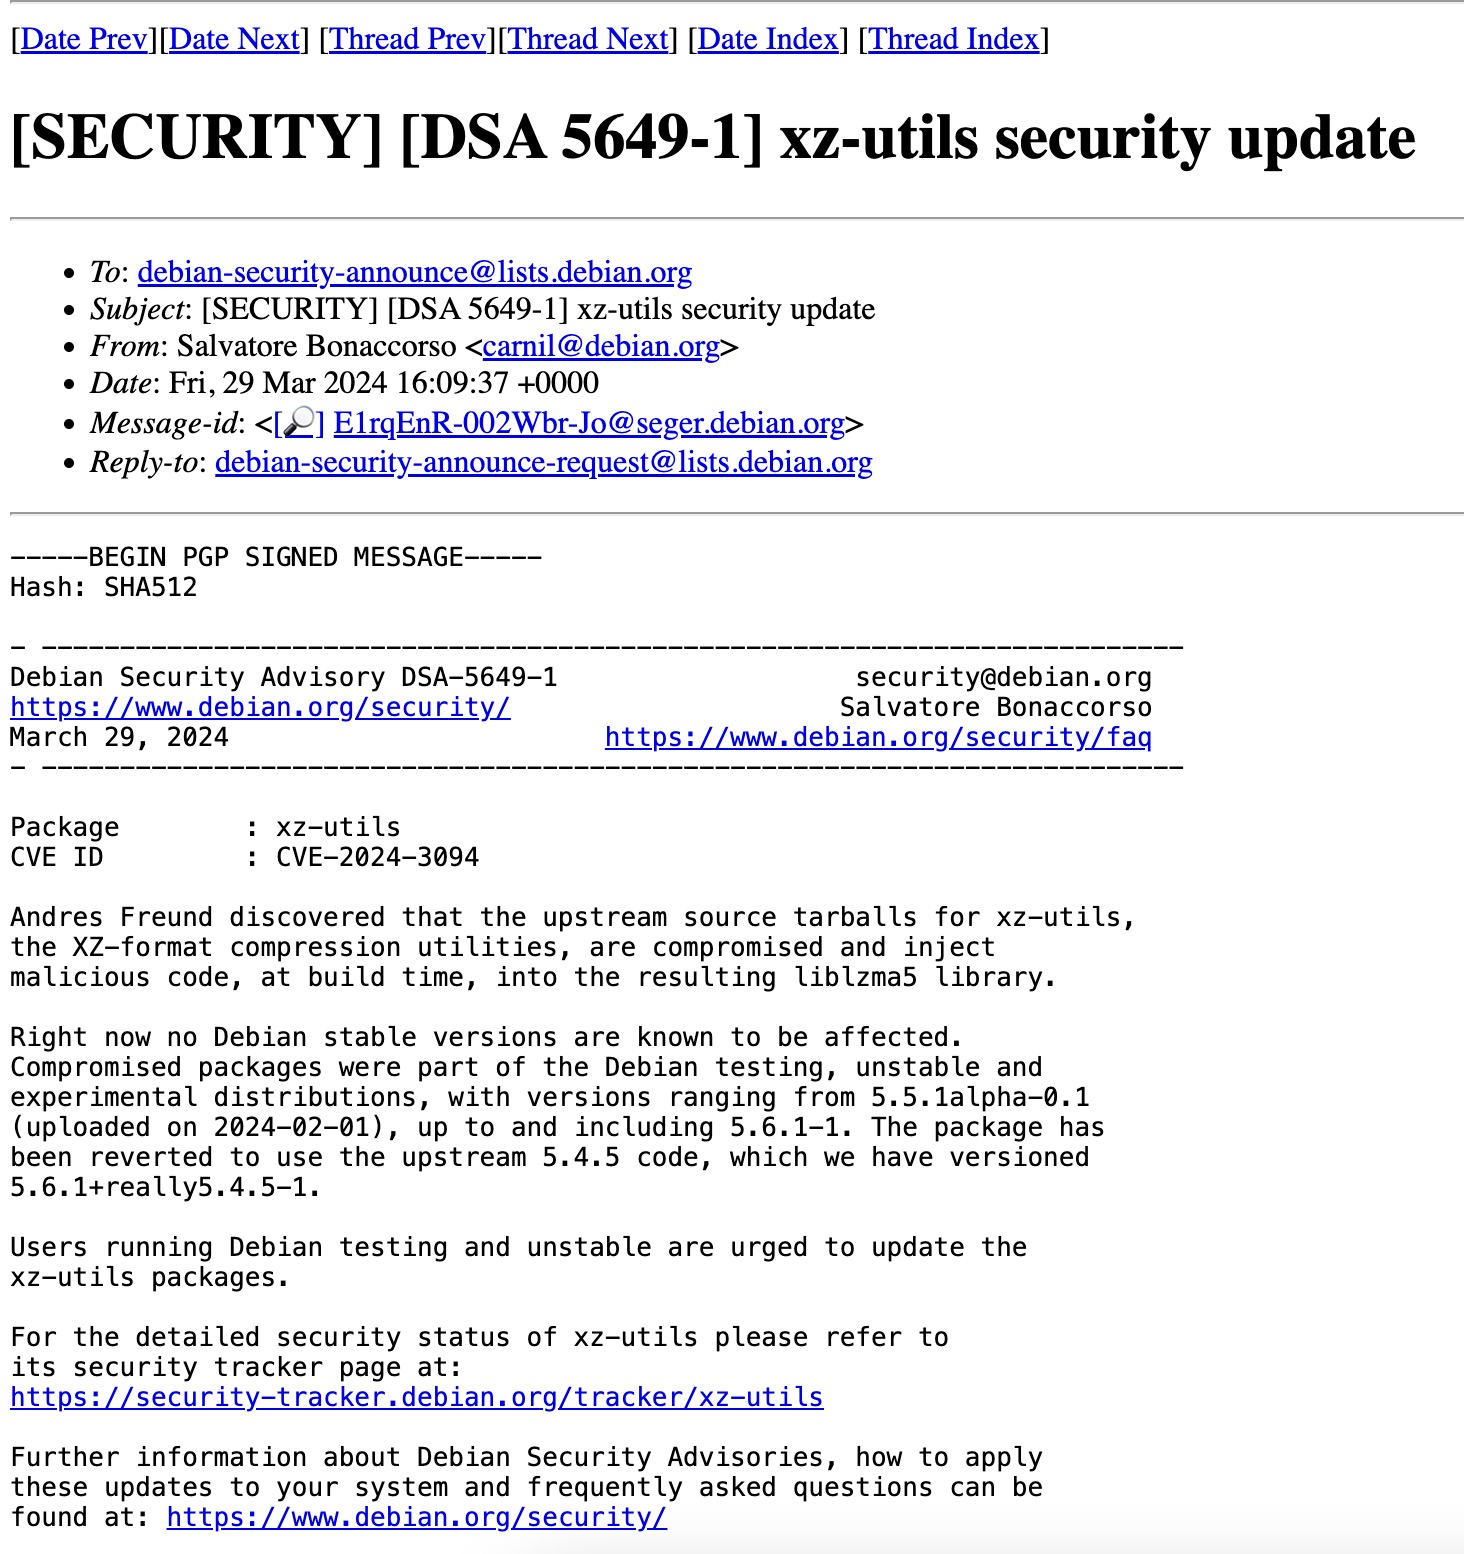 [Date Prev][Date Next] [Thread Prev][Thread Next] [Date Index] [Thread Index]
[SECURITY] [DSA 5649-1] xz-utils security update
• To: debian-security-announce@lists.debian.org
• Subject: [SECURITY] [DSA 5649-1] xz-utils security update
• From: Salvatore Bonaccorso <carnil@debian.org>
• Date: Fri, 29 Mar 2024 16:09:37 +0000
• Message-id: <[🔎] E1rqEnR-002Wbr-Jo@seger.debian.org>
• Reply-to: debian-security-announce-request@lists.debian.org
-----BEGIN PGP SIGNED MESSAGE-----
Hash: SHA512
- -------------------------------------------------------------------------
Debian Security Advisory DSA-5649-1                   security@debian.org
https://www.debian.org/security/                     Salvatore Bonaccorso
March 29, 2024                        https://www.debian.org/security/faq
- -------------------------------------------------------------------------
Package        : xz-utils
CVE ID         : CVE-2024-3094
Andres Freund discovered that the upstream source tarballs for xz-utils,
the XZ-format compression utilities, are compromised and inject
malicious code, at build time, into the resulting liblzma5 library.
Right now no Debian stable versions are known to be affected.
Compromised packages were part of the Debian testing, unstable and
experimental distributions, with versions ranging from 5.5.1alpha-0.1
(uploaded on 2024-02-01), up to and including 5.6.1-1. The package has
been reverted to use the upstream 5.4.5 code, which we have versioned
5.6.1+really5.4.5-1.
Users running Debian testing and unstable are urged to update the
xz-utils packages.
For the detailed security status of xz-utils please refer to
its security tracker page at:
https://security-tracker.debian.org/tracker/xz-utils
Further information about Debian Security Advisories, how to apply
these updates to your system and frequently asked questions can be
found at: https://www.debian.org/security/